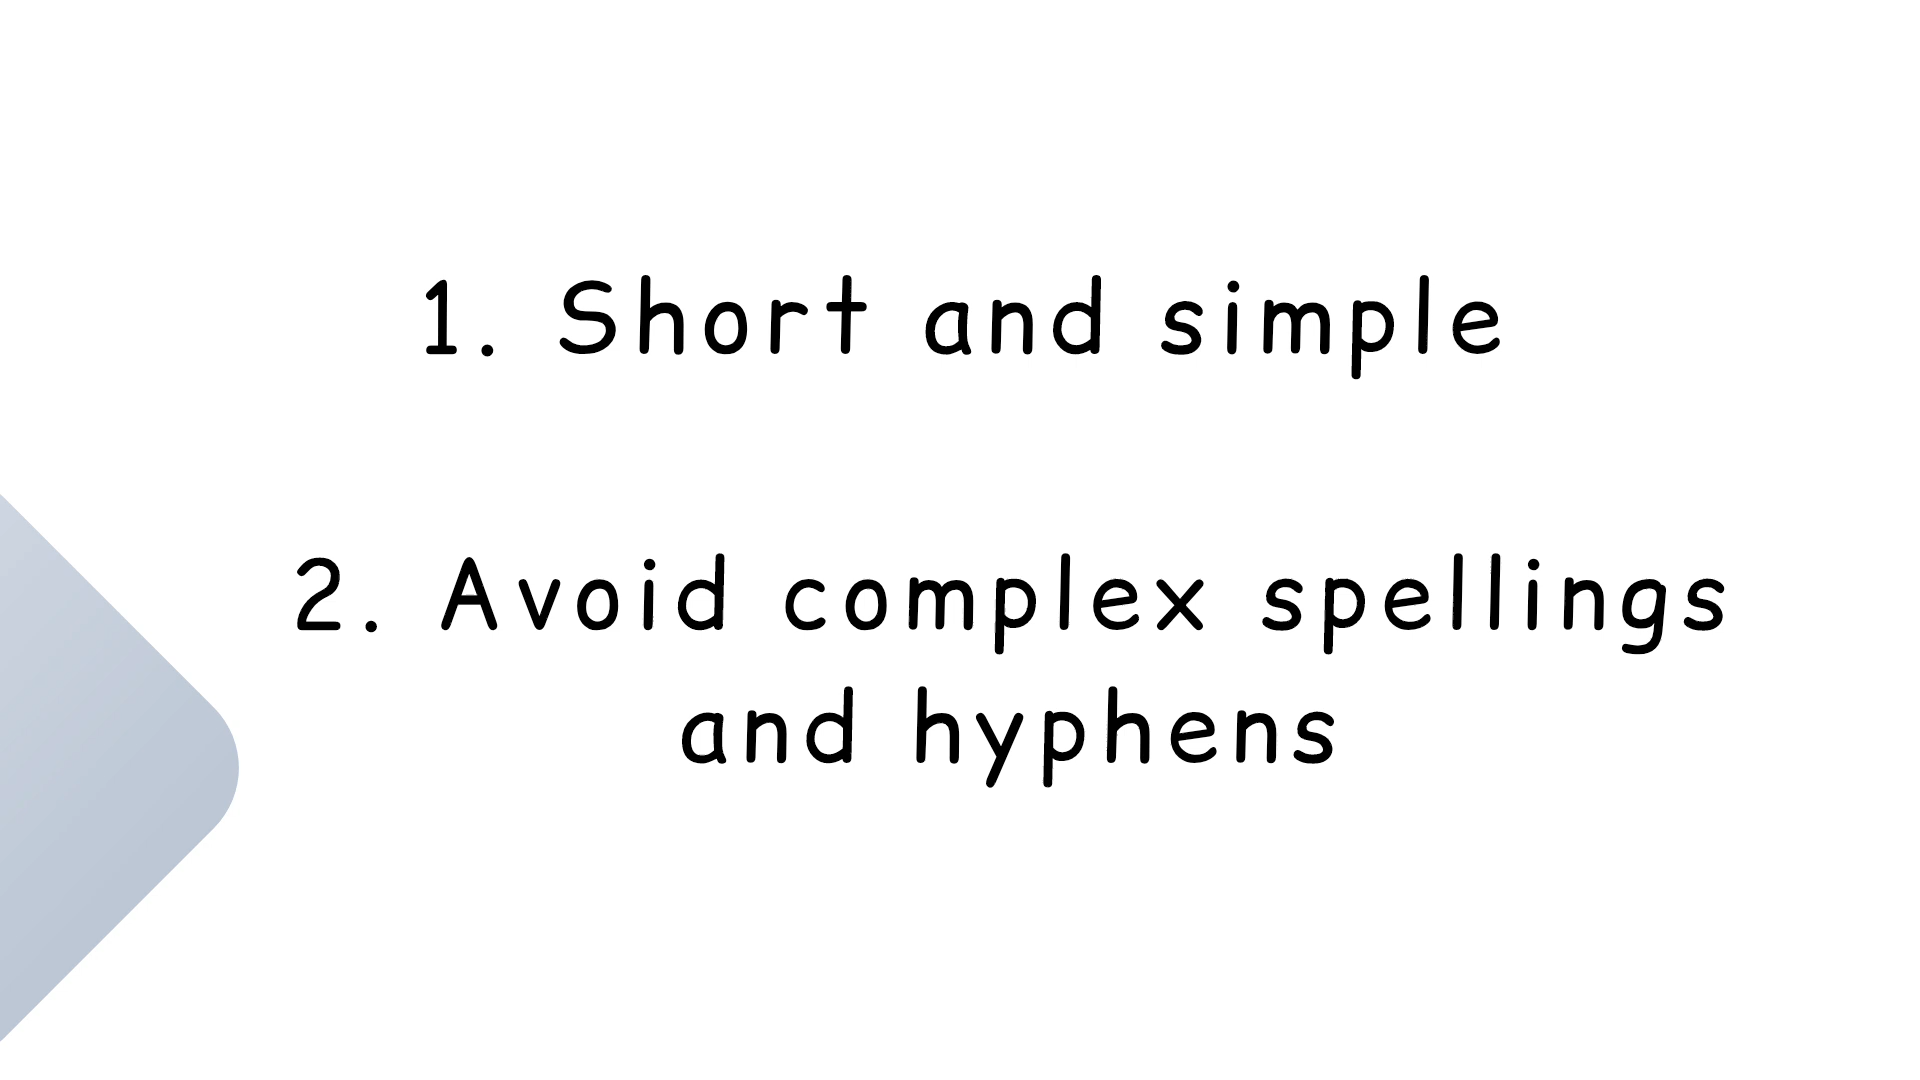 1. Short and simple
2. Avoid complex spellings
and hyphens